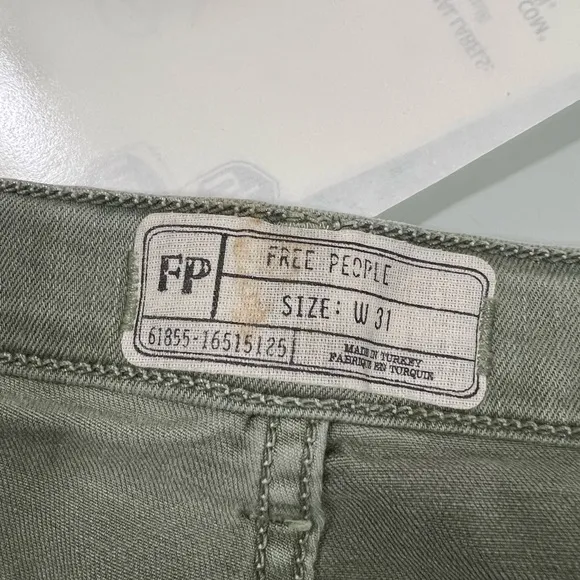 FP
FREE PEOPLE
SIZE: W 31
61855-16515125
MADE IN TURKEY
FABRIQUE EN TURQUIE